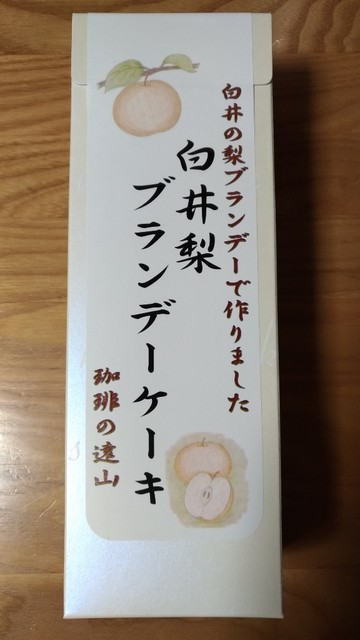 白井の梨ブランデーで作りました
白井梨
ブランデーケーキ
珈琲の遠山